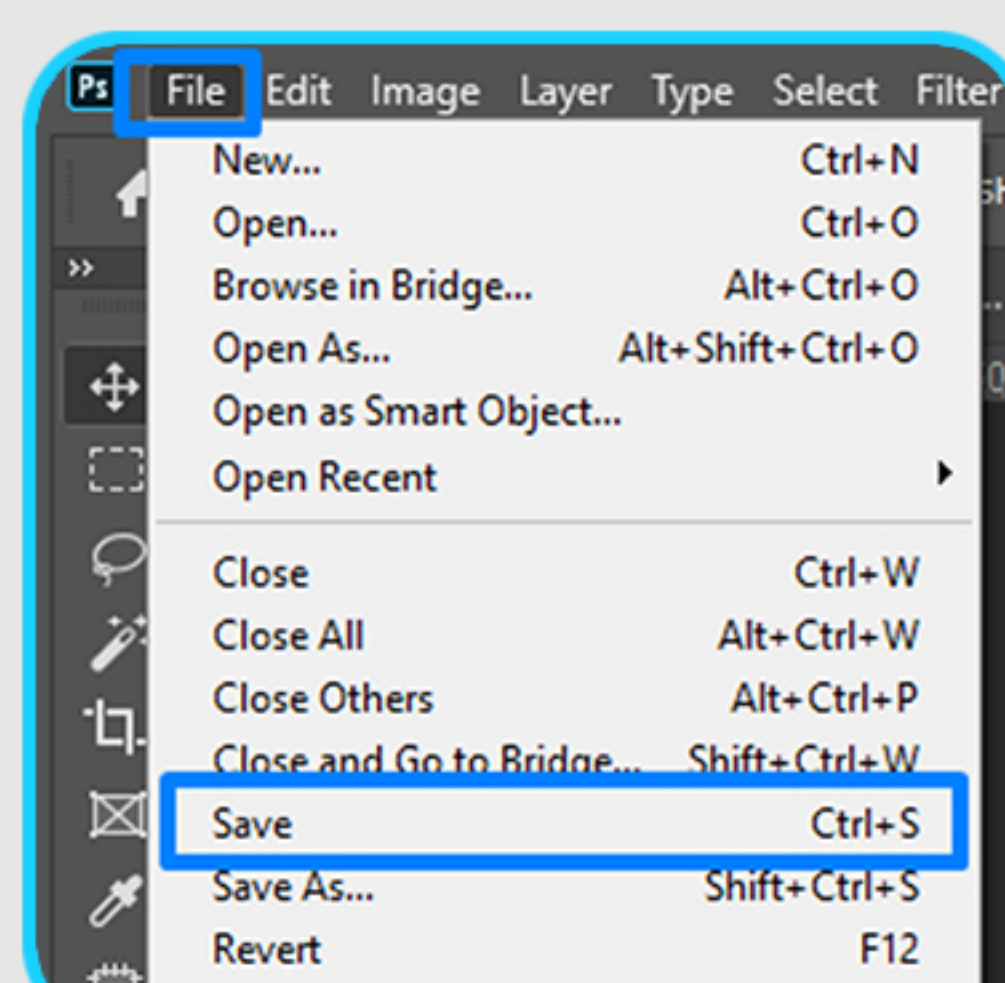 Ps File Edit Image Layer Type Select Filter
New... Ctrl+N
Open... Ctrl+O
Browse in Bridge... Alt+Ctrl+O
Open As... Alt+Shift+Ctrl+O
Open as Smart Object...
Open Recent
Close Ctrl+W
Close All Alt+Ctrl+W
Close Others Alt+Ctrl+P
Close and Go to Bridge... Shift+Ctrl+W
Save Ctrl+S
Save As... Shift+Ctrl+S
Revert F12